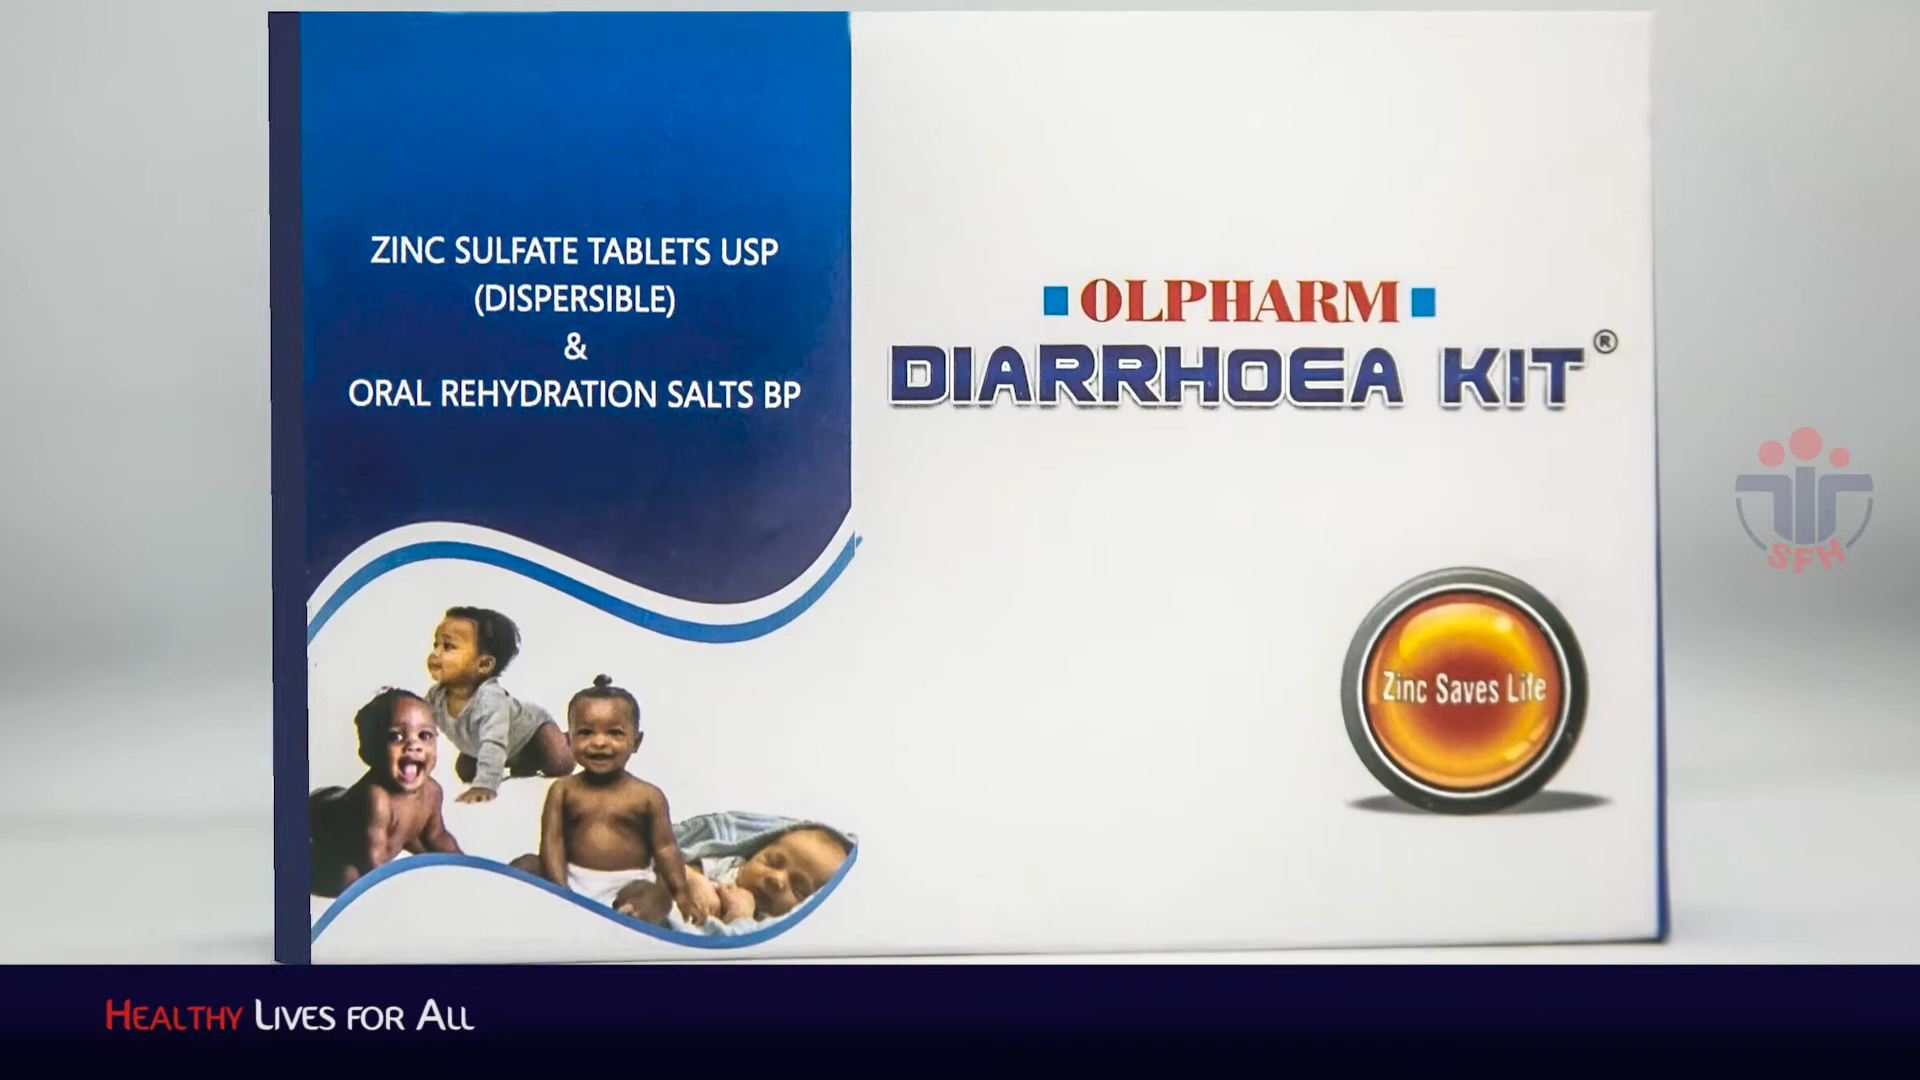 ZINC SULFATE TABLETS USP
(DISPERSIBLE)
&
ORAL REHYDRATION SALTS BP
OLPHARM
DIARRHOEA KIT®
Zinc Saves Life
SFH
HEALTHY LIVES FOR ALL